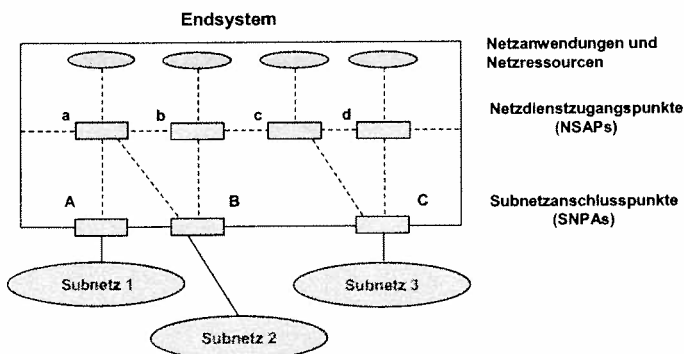 Endsystem
Netzanwendungen und
Netzressourcen
a
b
c
d
Netzdienstzugangspunkte
(NSAPs)
A
B
C
Subnetzanschlusspunkte
(SNPAs)
Subnetz 1
Subnetz 3
Subnetz 2